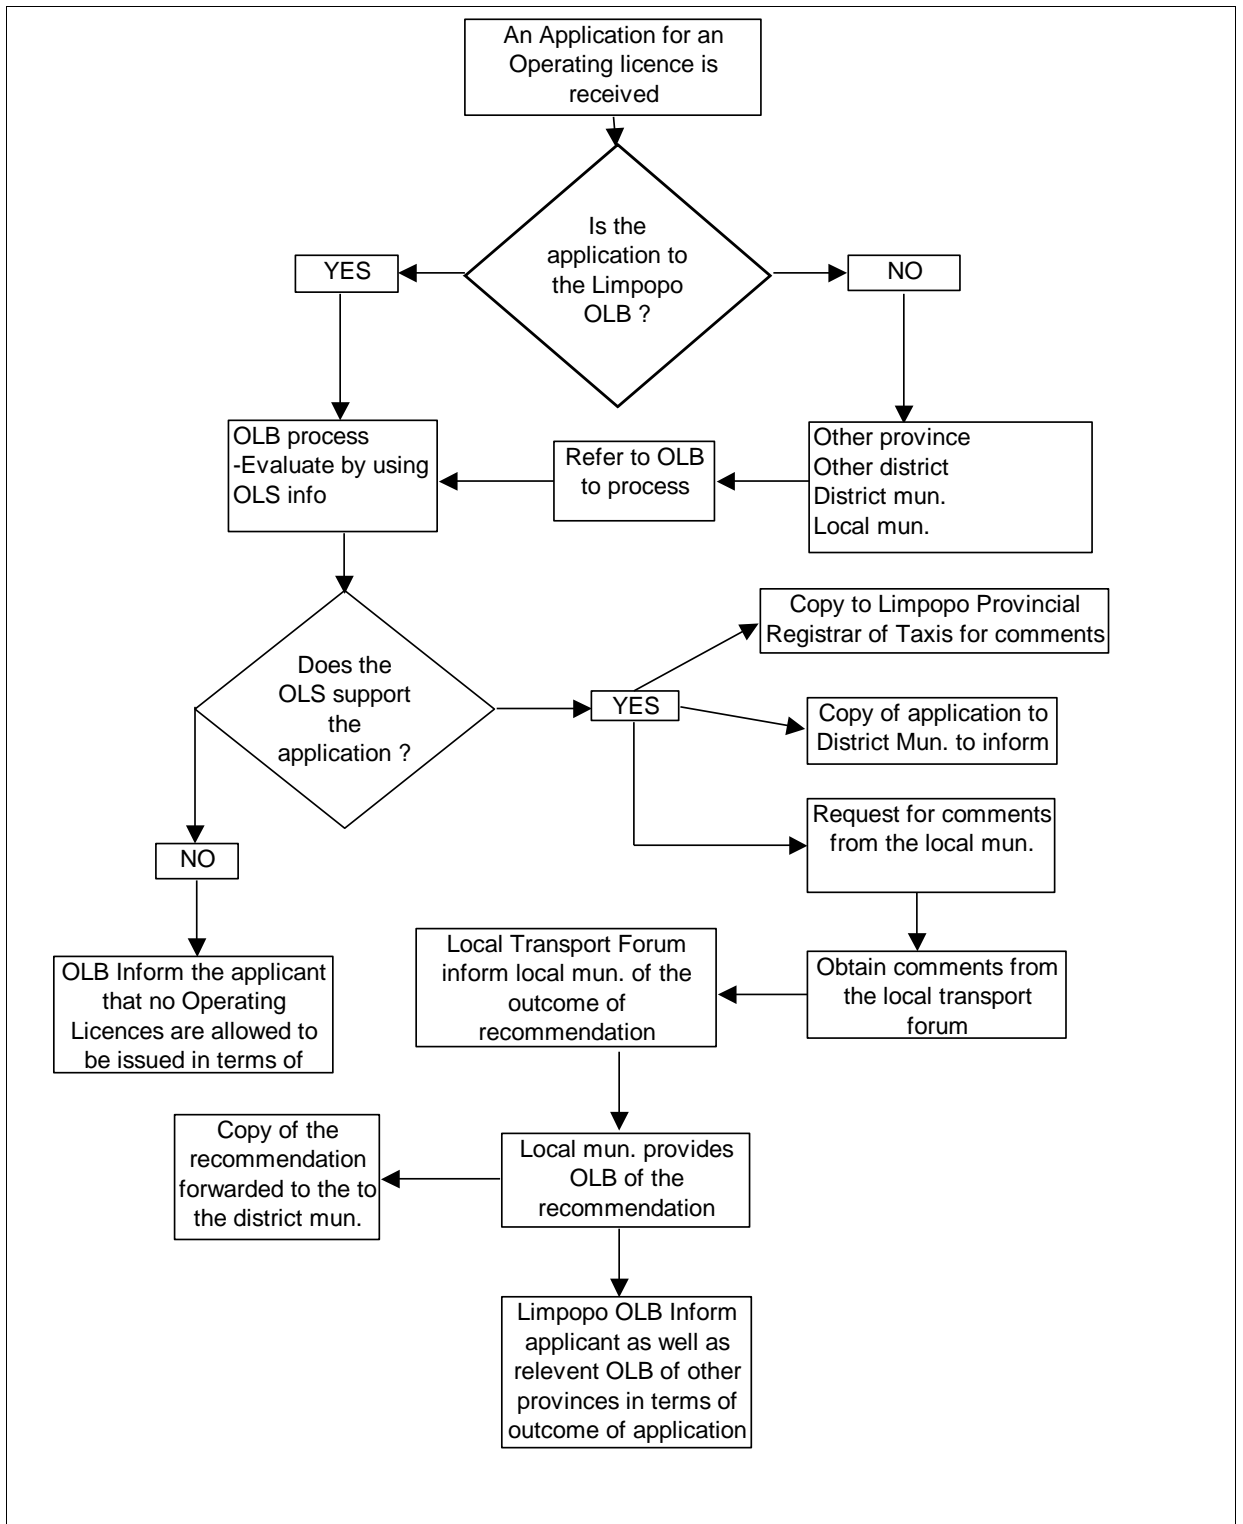 An Application for an
Operating licence is
received
Is the
application to
the Limpopo
OLB ?
YES
NO
OLB process
-Evaluate by using
OLS info
Refer to OLB
to process
Other province
Other district
District mun.
Local mun.
Copy to Limpopo Provincial
Registrar of Taxis for comments
Does the
OLS support
the
application ?
YES
Copy of application to
District Mun. to inform
Request for comments
from the local mun.
NO
OLB Inform the applicant
that no Operating
Licences are allowed to
be issued in terms of
Local Transport Forum
inform local mun. of the
outcome of
recommendation
Obtain comments from
the local transport
forum
Copy of the
recommendation
forwarded to the to
the district mun.
Local mun. provides
OLB of the
recommendation
Limpopo OLB Inform
applicant as well as
relevent OLB of other
provinces in terms of
outcome of application